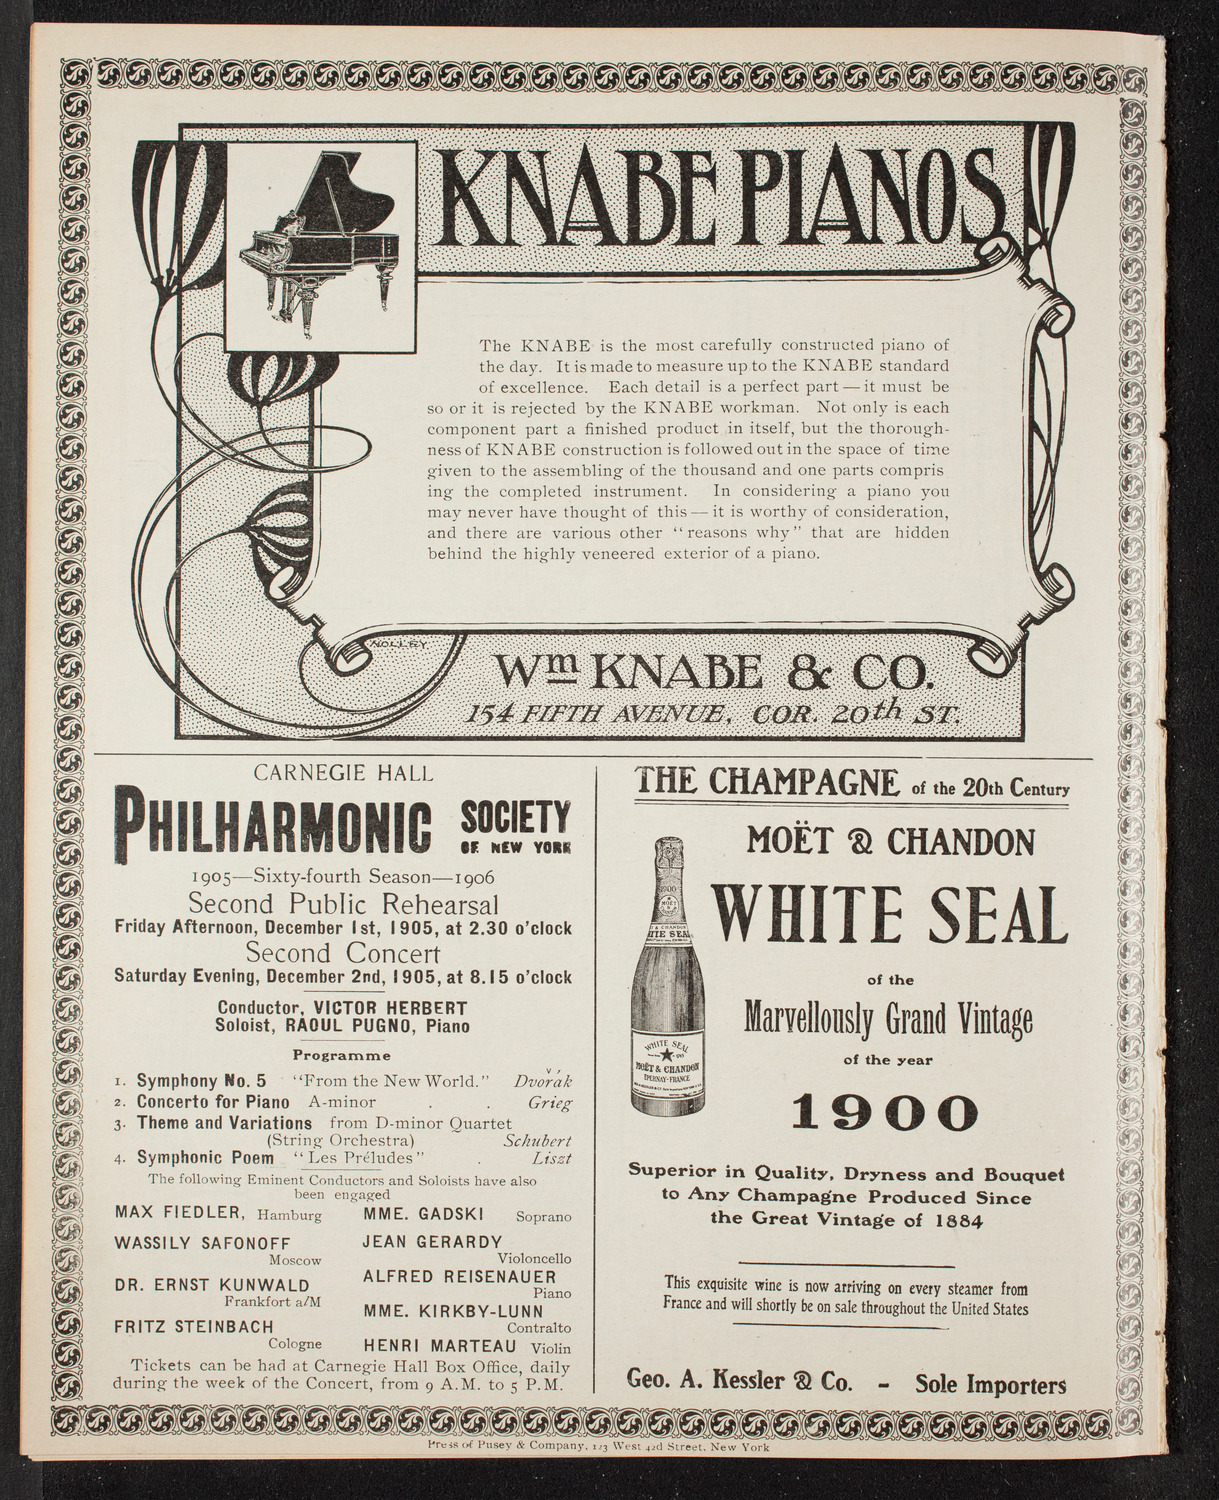 KNABE PIANOS
The KNABE is the most carefully constructed piano of
the day. It is made to measure up to the KNABE standard
of excellence. Each detail is a perfect part — it must be
so or it is rejected by the KNABE workman. Not only is each
component part a finished product in itself, but the thorough-
ness of KNABE construction is followed out in the space of time
given to the assembling of the thousand and one parts compris
ing the completed instrument. In considering a piano you
may never have thought of this — it is worthy of consideration,
and there are various other "reasons why" that are hidden
behind the highly veneered exterior of a piano.
Wm KNABE & CO.
154 FIFTH AVENUE, COR. 20th ST.
CARNEGIE HALL
PHILHARMONIC SOCIETY
OF NEW YORK
1905—Sixty-fourth Season—1906
Second Public Rehearsal
Friday Afternoon, December 1st, 1905, at 2.30 o'clock
Second Concert
Saturday Evening, December 2nd, 1905, at 8.15 o'clock
Conductor, VICTOR HERBERT
Soloist, RAOUL PUGNO, Piano
Programme
1. Symphony No. 5 "From the New World." Dvořák
2. Concerto for Piano A-minor . . Grieg
3. Theme and Variations from D-minor Quartet
(String Orchestra) Schubert
4. Symphonic Poem "Les Préludes" . Liszt
The following Eminent Conductors and Soloists have also
been engaged
MAX FIEDLER, Hamburg
WASSILY SAFONOFF
Moscow
DR. ERNST KUNWALD
Frankfort a/M
FRITZ STEINBACH
Cologne
MME. GADSKI Soprano
JEAN GERARDY
Violoncello
ALFRED REISENAUER
Piano
MME. KIRKBY-LUNN
Contralto
HENRI MARTEAU Violin
Tickets can be had at Carnegie Hall Box Office, daily
during the week of the Concert, from 9 A.M. to 5 P.M.
THE CHAMPAGNE of the 20th Century
MOËT & CHANDON
WHITE SEAL
of the
Marvellously Grand Vintage
of the year
1900
WHITE SEAL
MOËT & CHANDON
EPERNAY-FRANCE
Superior in Quality, Dryness and Bouquet
to Any Champagne Produced Since
the Great Vintage of 1884
This exquisite wine is now arriving on every steamer from
France and will shortly be on sale throughout the United States
Geo. A. Kessler & Co. – Sole Importers
Press of Pusey & Company, 123 West 42d Street, New York